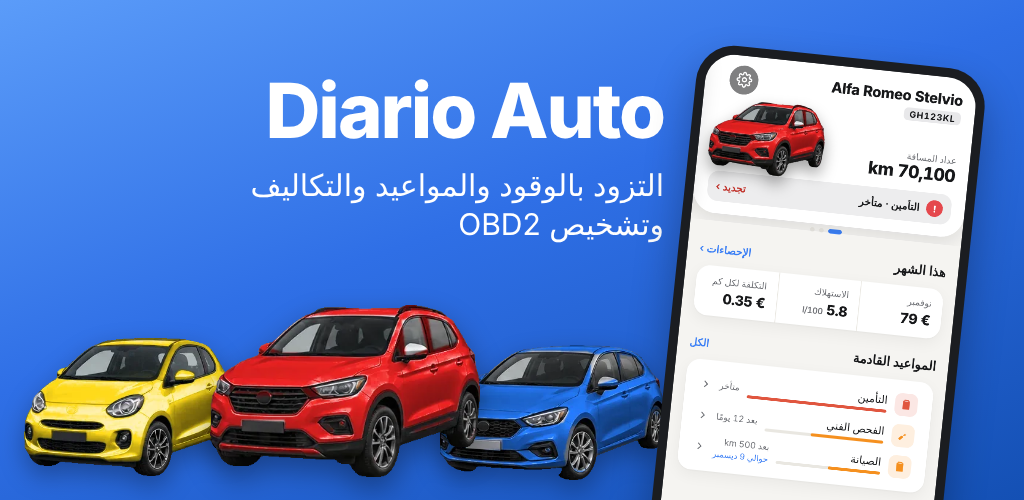 Diario Auto
التزود بالوقود والمواعيد والتكاليف
وتشخيص OBD2
Alfa Romeo Stelvio
GH123KL
عداد المسافة
70,100 km
التأمين · متأخر
تجديد ›
هذا الشهر
الإحصاءات ›
نوفمبر
79 €
الاستهلاك
5.8 l/100
التكلفة لكل كم
0.35 €
المواعيد القادمة
الكل
التأمين
متأخر
الفحص الفني
بعد 12 يومًا
الصيانة
بعد 500 km
حوالي 9 ديسمبر